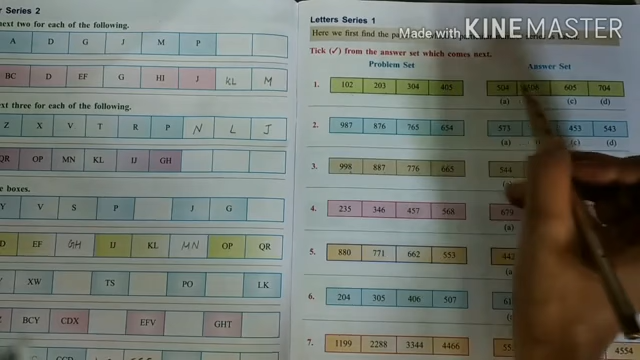 r Series 2
next two for each of the following.
A D G J M P
BC D EF G HI J KL M
ext three for each of the following.
Z X V T R P N L J
QR OP MN KL IJ GH
e boxes.
Y V S P J G
D EF GH IJ KL MN OP QR
XW TS PO LK
BCY CDX EFV GHT
Letters Series 1
Here we first find the
Made with KINEMASTER
Tick (✓) from the answer set which comes next.
Problem Set Answer Set
1. 102 203 304 405 504 605 704
(a) (c) (d)
2. 987 876 765 654 573 453 543
(a) (c) (d)
3. 998 887 776 665 544
4. 235 346 457 568 679
(a)
5. 880 771 662 553 442
6. 204 305 406 507
7. 1199 2288 3344 4466 4554